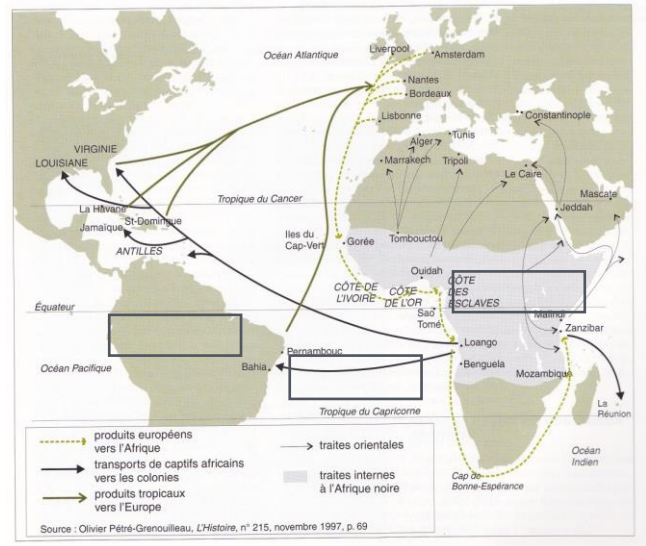 Océan Atlantique
Liverpool
Amsterdam
Nantes
Bordeaux
Lisbonne
Constantinople
Alger
Tunis
Marrakech
Tripoli
Le Caire
VIRGINIE
LOUISIANE
Tropique du Cancer
Mascate
Jeddah
La Havane
St-Domingue
Jamaïque
ANTILLES
Iles du
Cap-Vert
Gorée
Tombouctou
Ouidah
CÔTE DE
L'IVOIRE
CÔTE
DE L'OR
CÔTE
DES
ESCLAVES
Équateur
Sao
Tomé
Malindi
Zanzibar
Loango
Pernambouc
Océan Pacifique
Bahia
Benguela
Mozambique
Tropique du Capricorne
La
Réunion
Océan
Indien
Cap de
Bonne-Espérance
produits européens
vers l'Afrique
transports de captifs africains
vers les colonies
produits tropicaux
vers l'Europe
traites orientales
traites internes
à l'Afrique noire
Source : Olivier Pétré-Grenouilleau, L'Histoire, n° 215, novembre 1997, p. 69